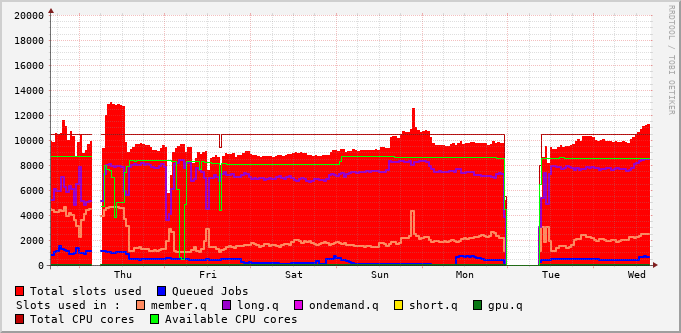 RRDTOOL / TOBI OETIKER
20000
18000
16000
14000
12000
10000
8000
6000
4000
2000
0
Thu Fri Sat Sun Mon Tue Wed
Total slots used Queued Jobs
Slots used in : member.q long.q ondemand.q short.q gpu.q
Total CPU cores Available CPU cores